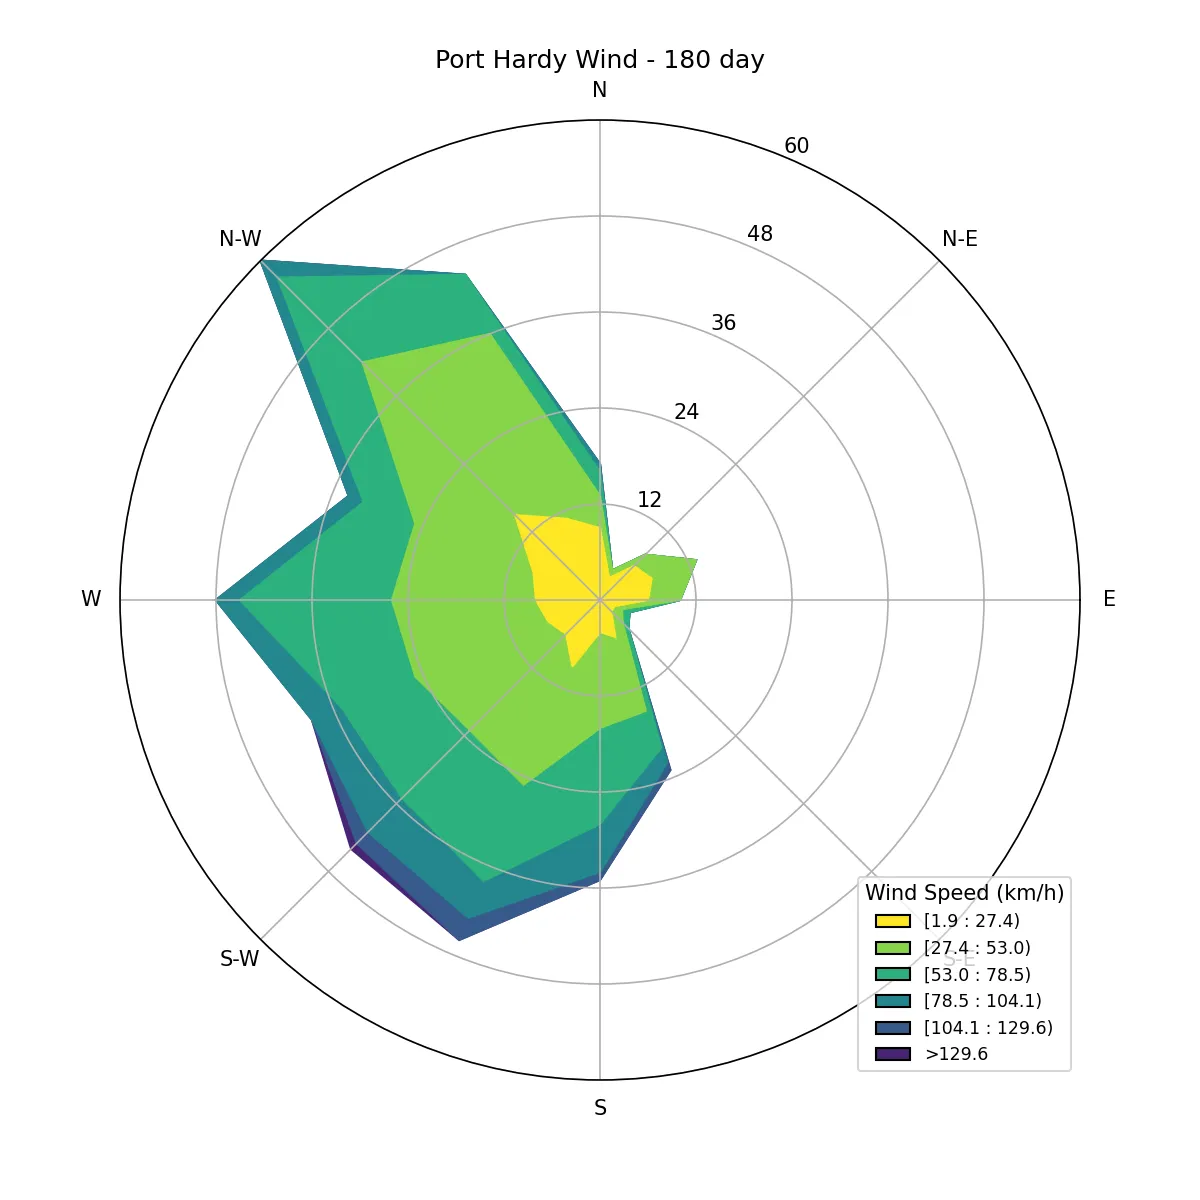 Port Hardy Wind - 180 day
N
60
N-W
48
N-E
36
24
12
W
E
S-W
S-E
S
Wind Speed (km/h)
[1.9 : 27.4)
[27.4 : 53.0)
[53.0 : 78.5)
[78.5 : 104.1)
[104.1 : 129.6)
>129.6